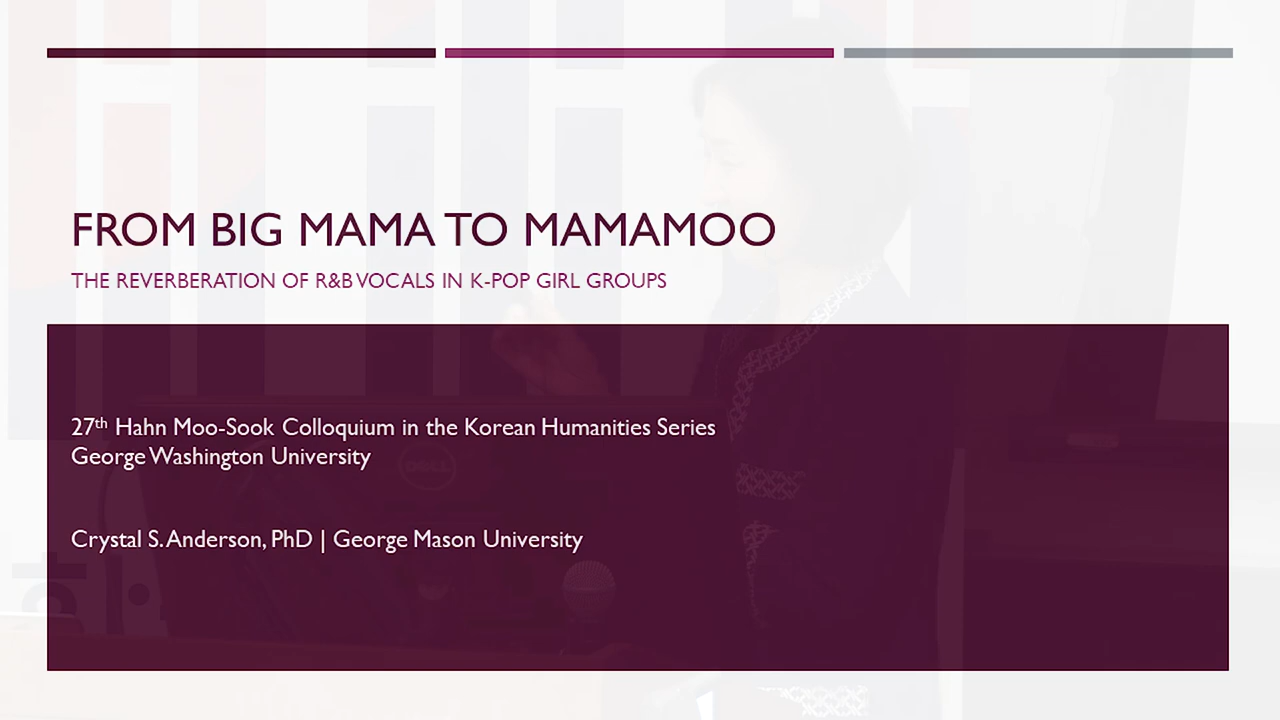 FROM BIG MAMA TO MAMAMOO
THE REVERBERATION OF R&B VOCALS IN K-POP GIRL GROUPS
27th Hahn Moo-Sook Colloquium in the Korean Humanities Series
George Washington University
DELL
Crystal S. Anderson, PhD | George Mason University